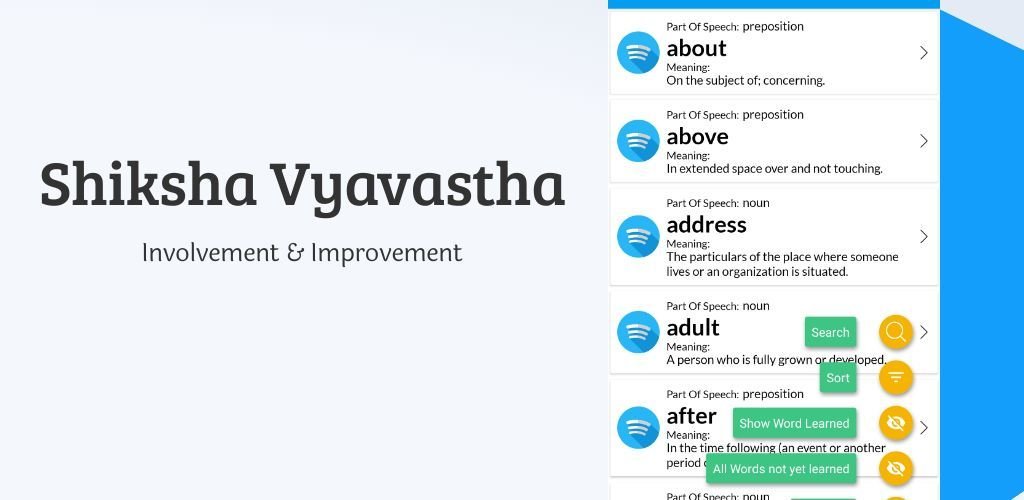 Shiksha Vyavastha
Involvement & Improvement
Part Of Speech: preposition
about
Meaning:
On the subject of; concerning.
Part Of Speech: preposition
above
Meaning:
In extended space over and not touching.
Part Of Speech: noun
address
Meaning:
The particulars of the place where someone
lives or an organization is situated.
Part Of Speech: noun
adult
Meaning:
A person who is fully grown or developed.
Search
Sort
Part Of Speech: preposition
after
Meaning:
In the time following (an event or another
period
Show Word Learned
All Words not yet learned
Part Of Speech: noun